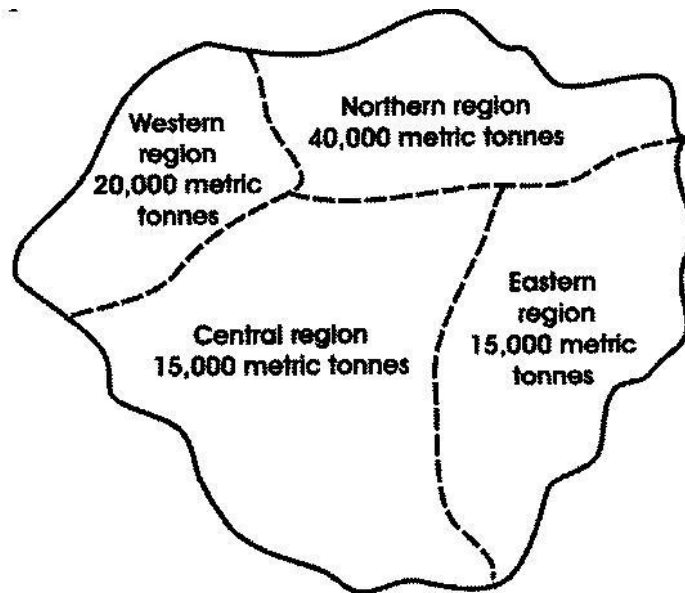 Western
region
20,000 metric
tonnes
Northern region
40,000 metric tonnes
Central region
15,000 metric tonnes
Eastern
region
15,000 metric
tonnes